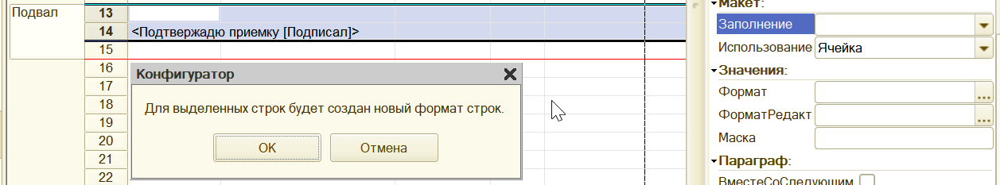 Подвал
13
14 <Подтвержадю приемку [Подписал]>
15
16
17
18
19
20
21
22
Конфигуратор
Для выделенных строк будет создан новый формат строк.
OK Отмена
Макет:
Заполнение
Использование Ячейка
Значения:
Формат ...
ФорматРедакт ...
Маска
Параграф:
ВместеСоСледующим